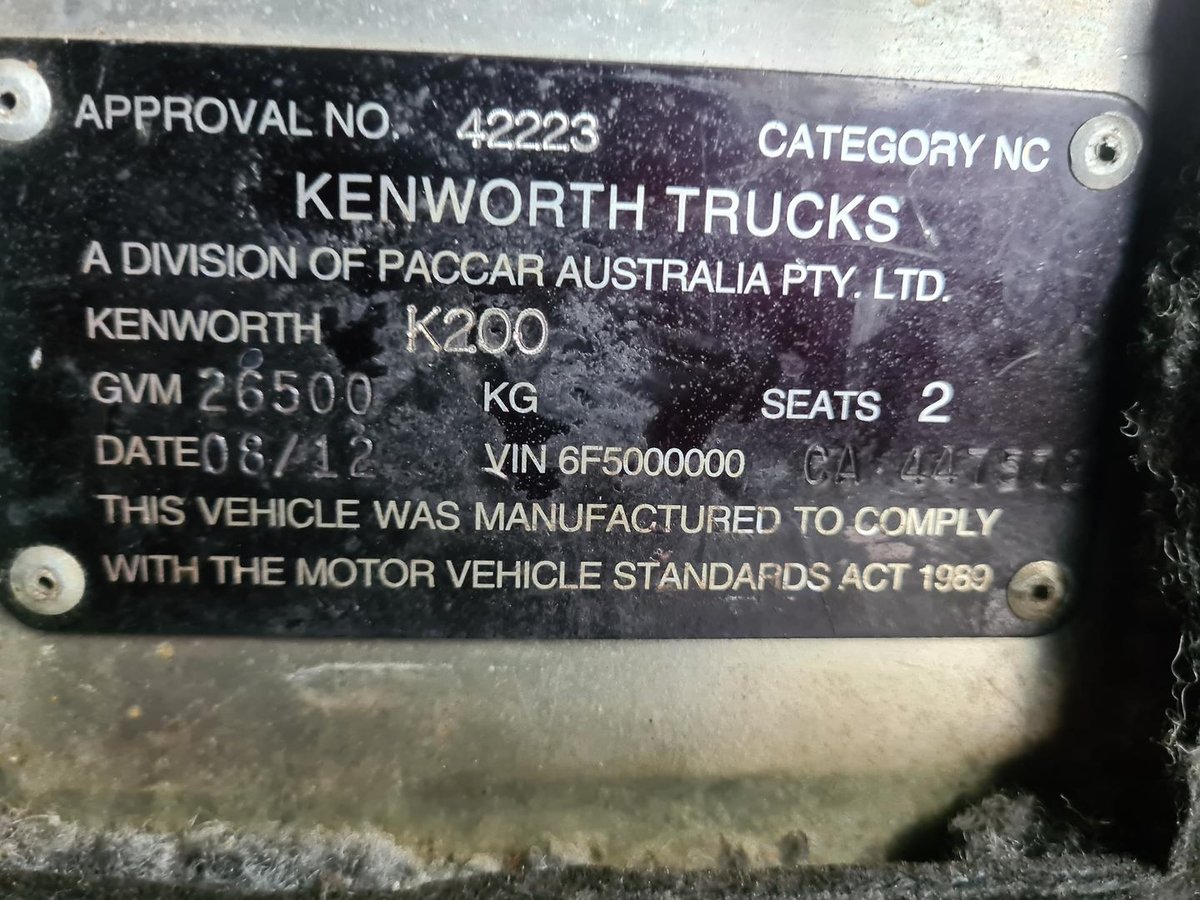 APPROVAL NO. 42223 CATEGORY NC
KENWORTH TRUCKS
A DIVISION OF PACCAR AUSTRALIA PTY. LTD.
KENWORTH K200
GVM 26500 KG SEATS 2
DATE 08/12 VIN 6F5000000 CA
THIS VEHICLE WAS MANUFACTURED TO COMPLY
WITH THE MOTOR VEHICLE STANDARDS ACT 1989